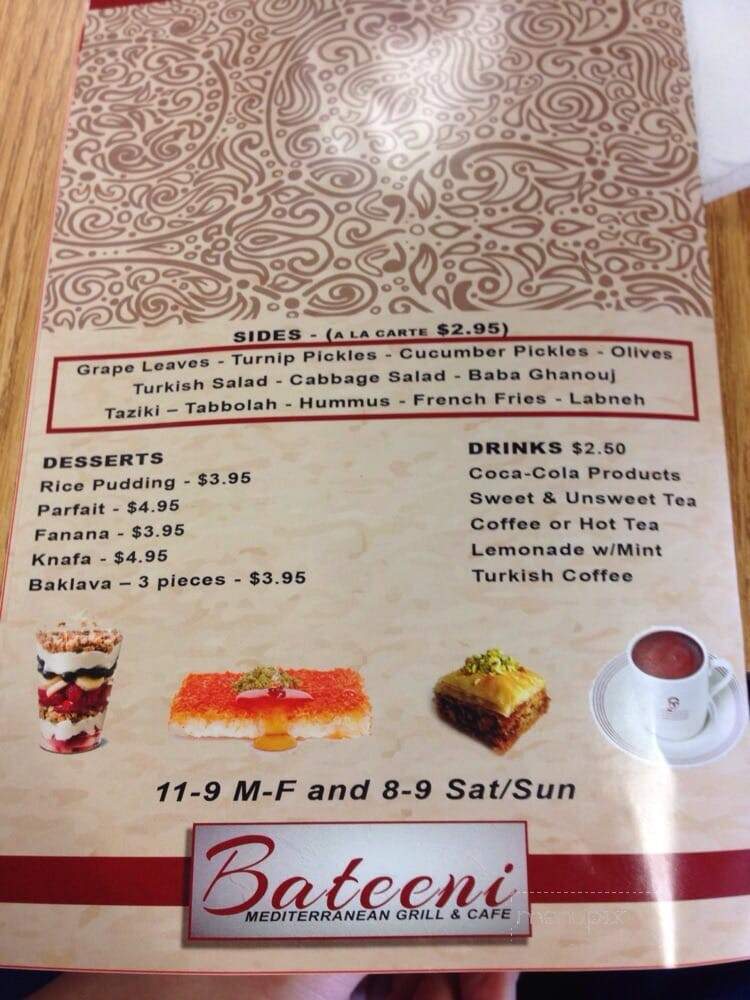 SIDES - (A LA CARTE $2.95)
Grape Leaves - Turnip Pickles - Cucumber Pickles - Olives
Turkish Salad - Cabbage Salad - Baba Ghanouj
Taziki – Tabbolah - Hummus - French Fries - Labneh
DESSERTS
Rice Pudding - $3.95
Parfait - $4.95
Fanana - $3.95
Knafa - $4.95
Baklava – 3 pieces - $3.95
DRINKS $2.50
Coca-Cola Products
Sweet & Unsweet Tea
Coffee or Hot Tea
Lemonade w/Mint
Turkish Coffee
11-9 M-F and 8-9 Sat/Sun
Bateeni
MEDITERRANEAN GRILL & CAFE
menupix